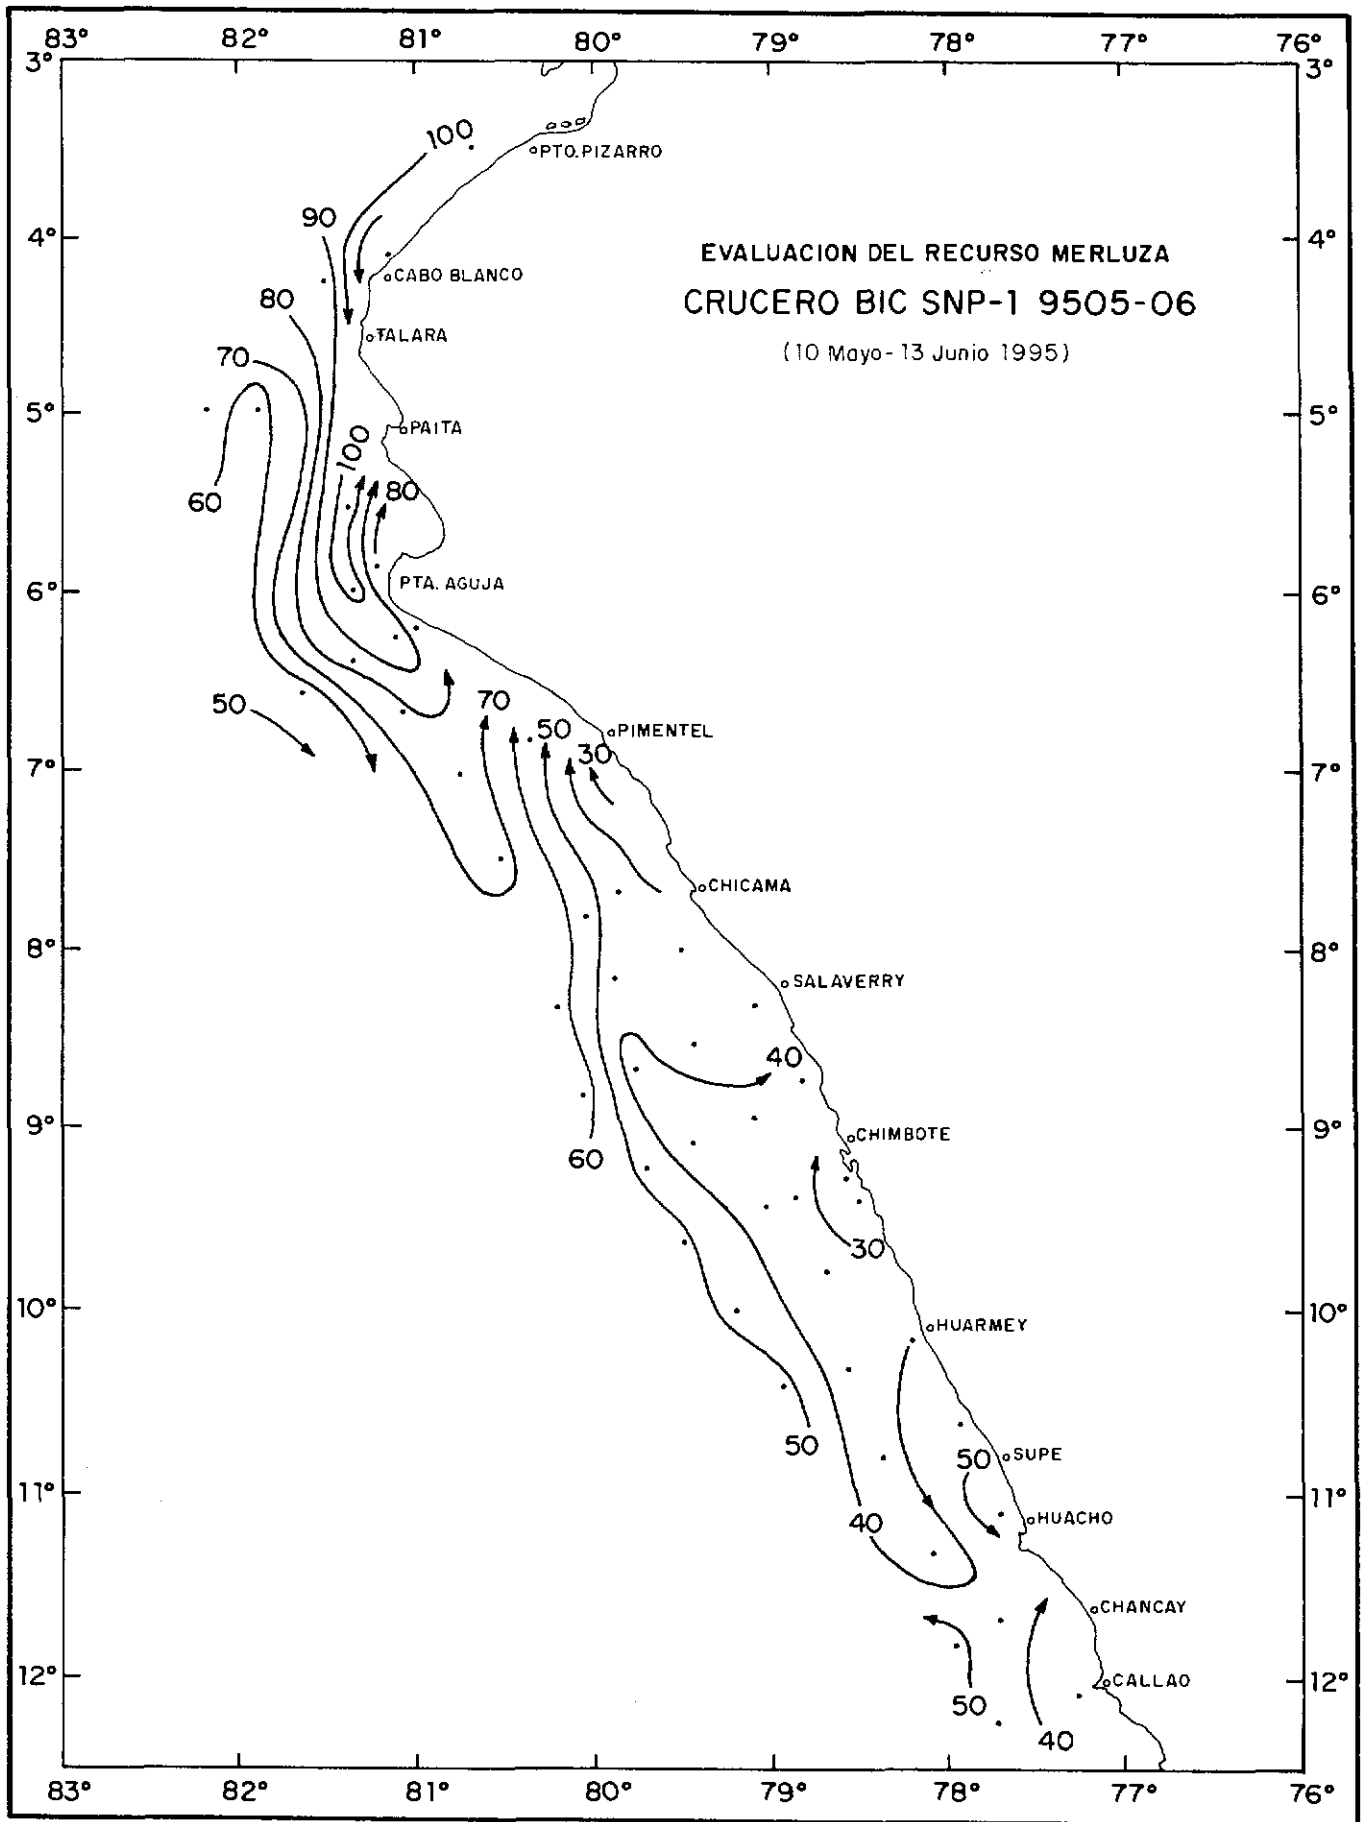 83° 82° 81° 80° 79° 78° 77° 76°
3° 3°
100
PTO. PIZARRO
90
4° 4°
EVALUACION DEL RECURSO MERLUZA
CABO BLANCO
80
CRUCERO BIC SNP-1 9505-06
TALARA
(10 Mayo-13 Junio 1995)
70
5° 5°
PAITA
100
80
60
PTA. AGUJA
6° 6°
50
70
50
PIMENTEL
30
7° 7°
CHICAMA
8° 8°
SALAVERRY
40
9° 9°
CHIMBOTE
60
30
10° 10°
HUARMEY
50
SUPE
50
11° 11°
HUACHO
40
CHANCAY
12° 12°
CALLAO
50
40
83° 82° 81° 80° 79° 78° 77° 76°